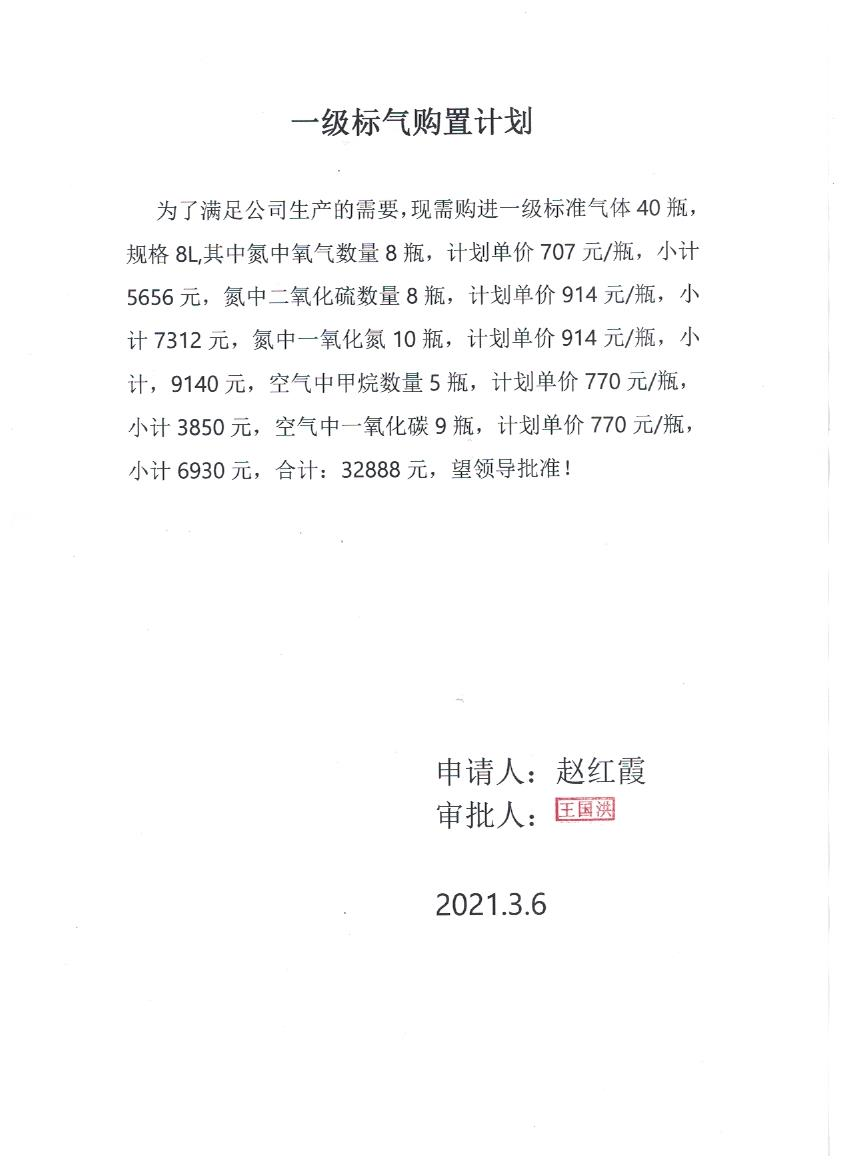 一级标气购置计划
为了满足公司生产的需要,现需购进一级标准气体 40 瓶，
规格 8L,其中氮中氧气数量 8 瓶，计划单价 707 元/瓶，小计
5656 元，氮中二氧化硫数量 8 瓶，计划单价 914 元/瓶，小
计 7312 元，氮中一氧化氮 10 瓶，计划单价 914 元/瓶，小
计，9140 元，空气中甲烷数量 5 瓶，计划单价 770 元/瓶，
小计 3850 元，空气中一氧化碳 9 瓶，计划单价 770 元/瓶，
小计 6930 元，合计：32888 元，望领导批准！
申请人：赵红霞
审批人：王国洪
2021.3.6